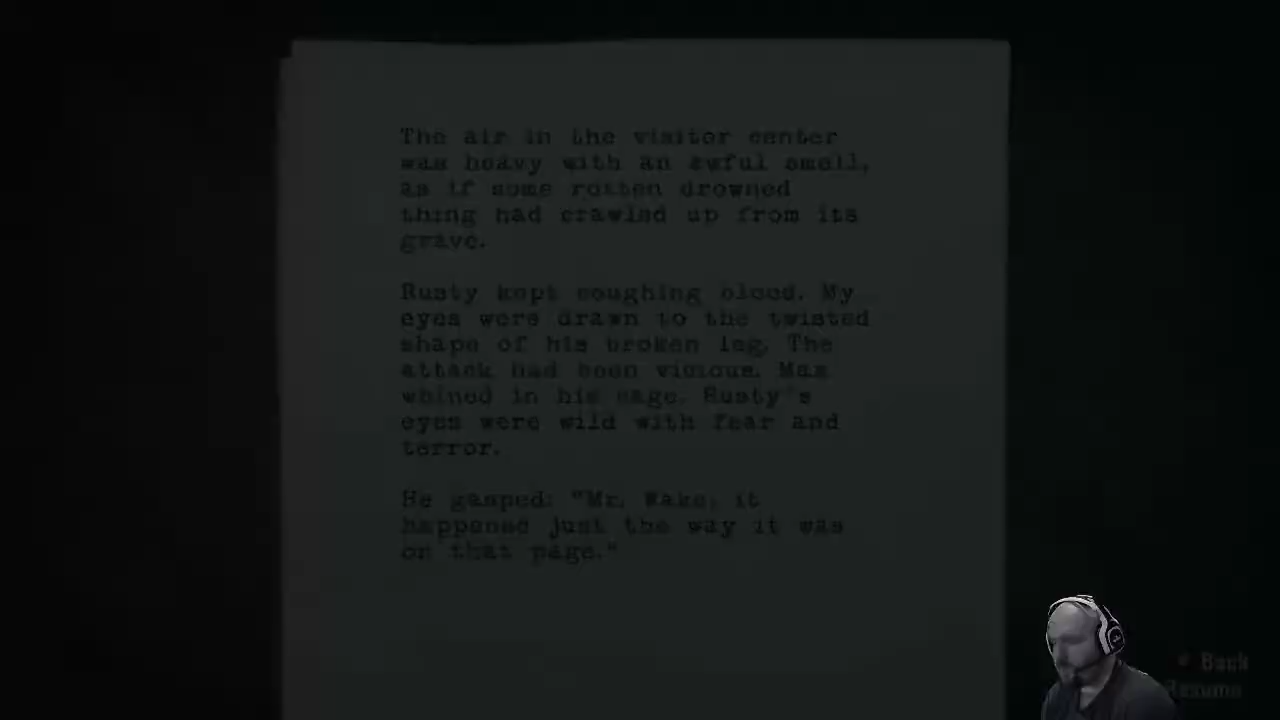 The air in the visitor center
was heavy with an awful smell,
as if some rotten drowned
thing had crawled up from its
grave.
Rusty kept coughing blood. My
eyes were drawn to the twisted
shape of his broken leg. The
attack had been vicious. Max
whined in his cage. Rusty's
eyes were wild with fear and
terror.
He gasped: "Mr. Wake, it
happened just the way it was
on that page."
Back
Resume